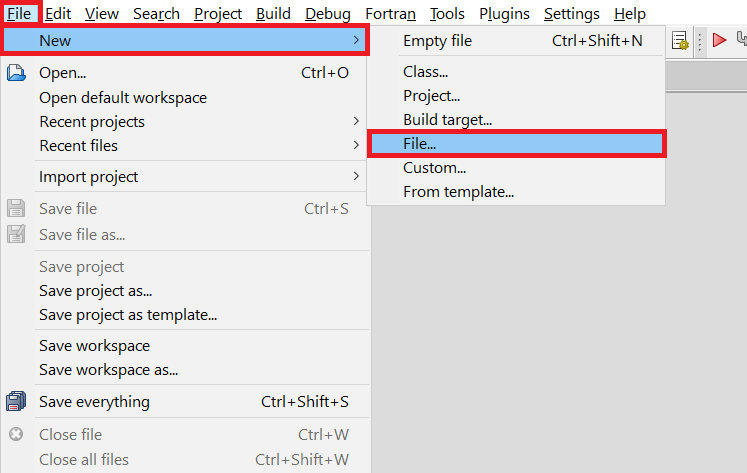 File Edit View Search Project Build Debug Fortran Tools Plugins Settings Help
New
Open... Ctrl+O
Open default workspace
Recent projects
Recent files
Import project
Save file Ctrl+S
Save file as...
Save project
Save project as...
Save project as template...
Save workspace
Save workspace as...
Save everything Ctrl+Shift+S
Close file Ctrl+W
Close all files Ctrl+Shift+W
Empty file Ctrl+Shift+N
Class...
Project...
Build target...
File...
Custom...
From template...